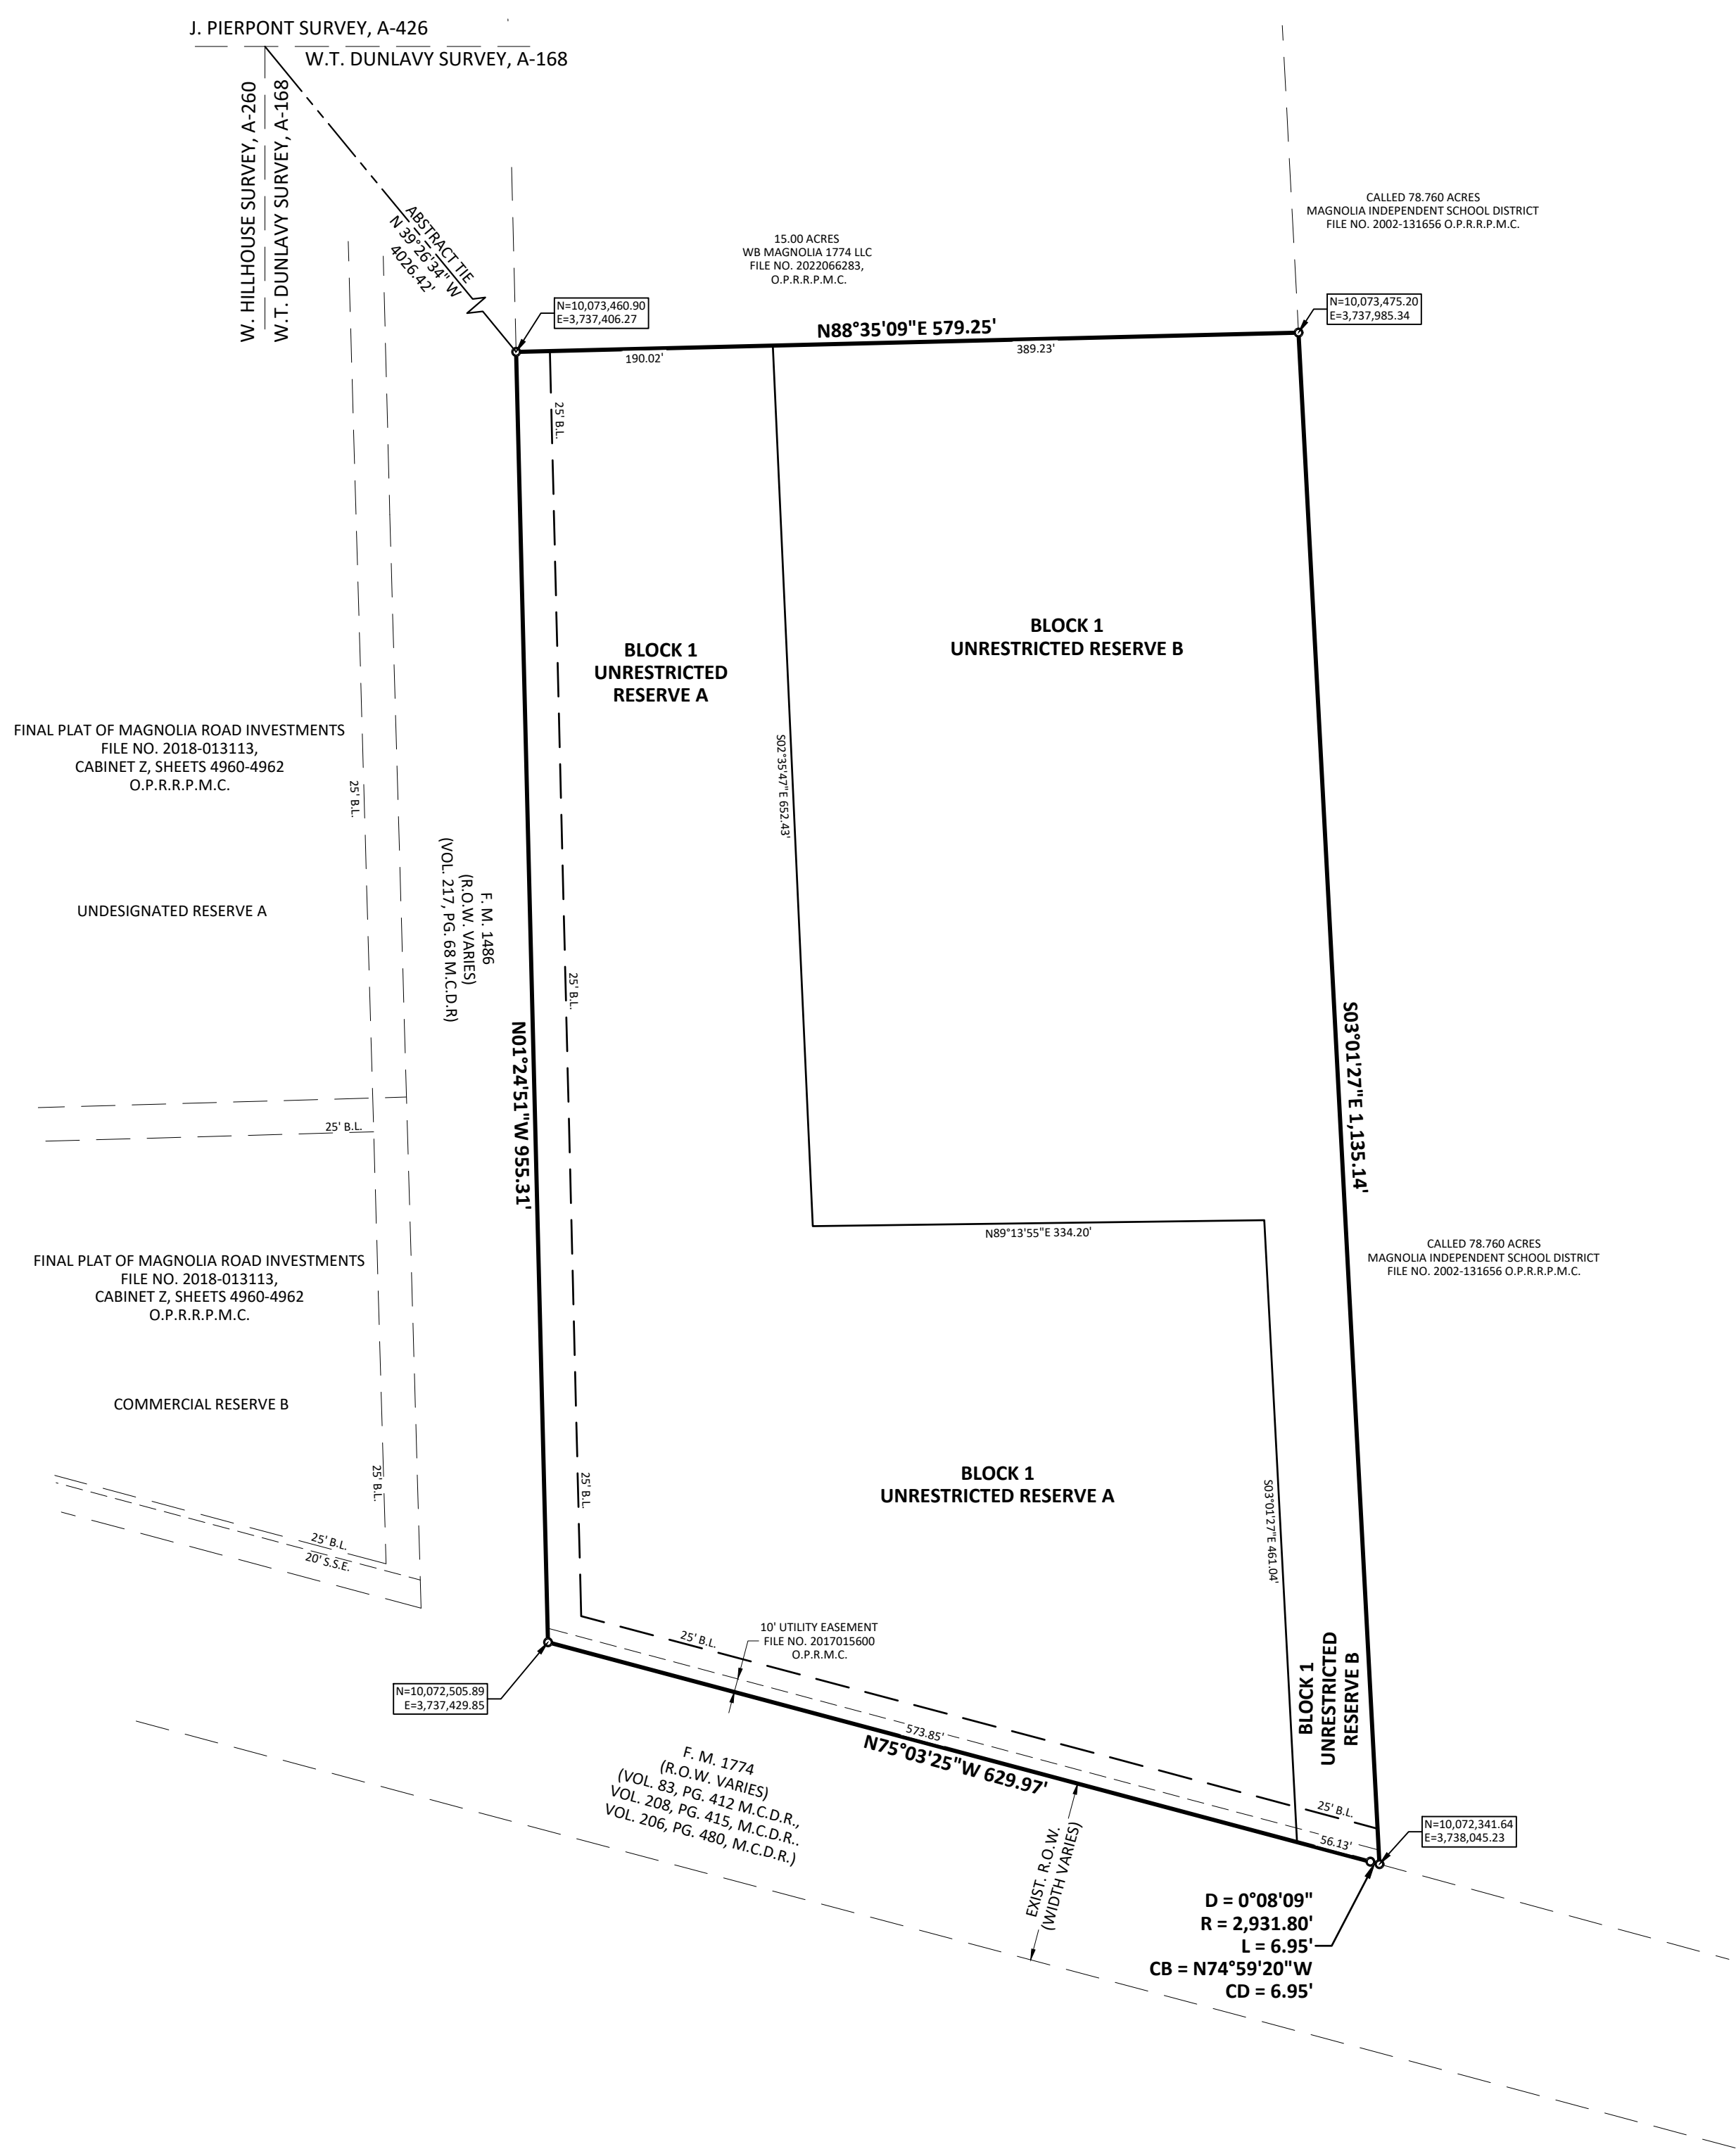 J. PIERPONT SURVEY, A-426
W.T. DUNLAVY SURVEY, A-168
W. HILLHOUSE SURVEY, A-260
W.T. DUNLAVY SURVEY, A-168
ABSTRACT TIE
N 39°26'34" W
4026.42'
CALLED 78.760 ACRES
MAGNOLIA INDEPENDENT SCHOOL DISTRICT
FILE NO. 2002-131656 O.P.R.R.P.M.C.
15.00 ACRES
WB MAGNOLIA 1774 LLC
FILE NO. 2022066283,
O.P.R.R.P.M.C.
N=10,073,460.90
E=3,737,406.27
N=10,073,475.20
E=3,737,985.34
N88°35'09"E 579.25'
190.02'
389.23'
25' B.L.
BLOCK 1
UNRESTRICTED
RESERVE A
BLOCK 1
UNRESTRICTED RESERVE B
S02°35'47"E 652.43'
FINAL PLAT OF MAGNOLIA ROAD INVESTMENTS
FILE NO. 2018-013113,
CABINET Z, SHEETS 4960-4962
O.P.R.R.P.M.C.
25' B.L.
UNDESIGNATED RESERVE A
F. M. 1486
(R.O.W. VARIES)
(VOL. 217, PG. 68 M.C.D.R)
25' B.L.
N01°24'51"W 955.31'
S03°01'27"E 1,135.14'
25' B.L.
N89°13'55"E 334.20'
CALLED 78.760 ACRES
MAGNOLIA INDEPENDENT SCHOOL DISTRICT
FILE NO. 2002-131656 O.P.R.R.P.M.C.
FINAL PLAT OF MAGNOLIA ROAD INVESTMENTS
FILE NO. 2018-013113,
CABINET Z, SHEETS 4960-4962
O.P.R.R.P.M.C.
COMMERCIAL RESERVE B
25' B.L.
25' B.L.
BLOCK 1
UNRESTRICTED RESERVE A
S03°01'27"E 461.04'
25' B.L.
20' S.S.E.
25' B.L.
10' UTILITY EASEMENT
FILE NO. 2017015600
O.P.R.M.C.
BLOCK 1
UNRESTRICTED
RESERVE B
N=10,072,505.89
E=3,737,429.85
573.85'
N75°03'25"W 629.97'
F. M. 1774
(R.O.W. VARIES)
(VOL. 83, PG. 412 M.C.D.R.,
VOL. 208, PG. 415, M.C.D.R..
VOL. 206, PG. 480, M.C.D.R.)
EXIST. R.O.W.
(WIDTH VARIES)
25' B.L.
56.13'
N=10,072,341.64
E=3,738,045.23
D = 0°08'09"
R = 2,931.80'
L = 6.95'
CB = N74°59'20"W
CD = 6.95'